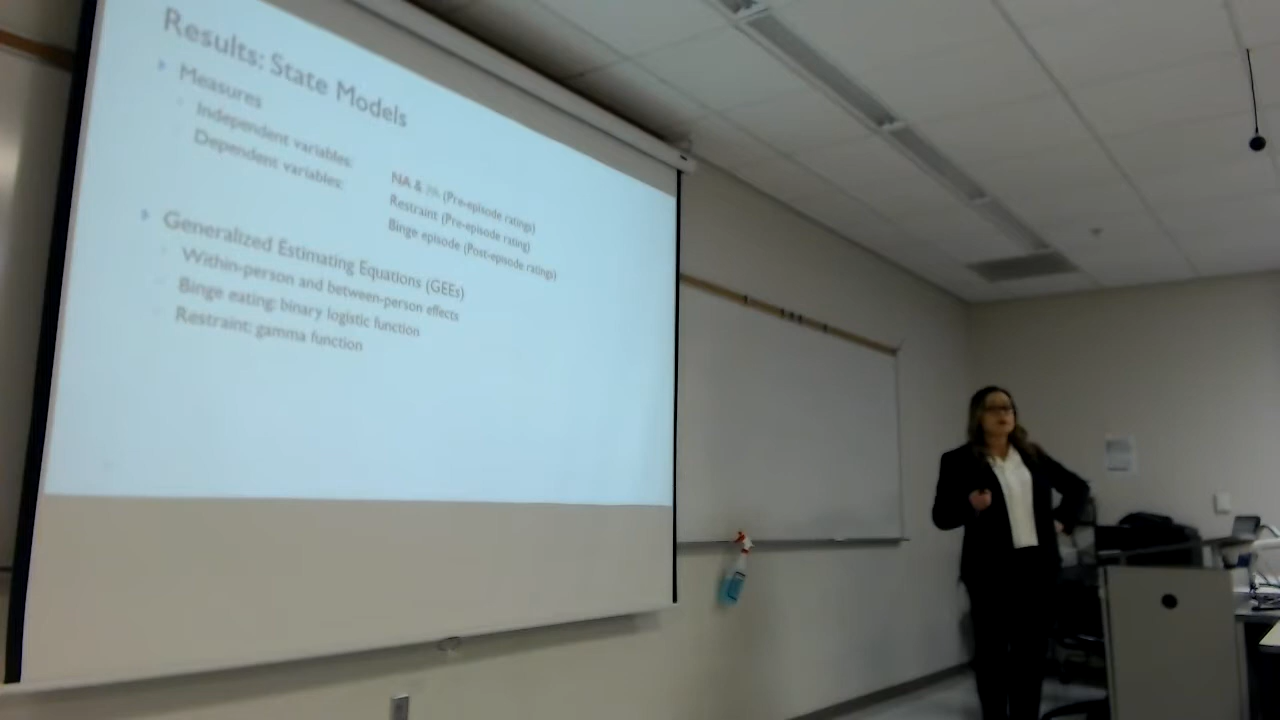 Results: State Models
Measures
Independent variables:
NA & PA (Pre-episode ratings)
Dependent variables:
Restraint (Pre-episode rating)
Binge episode (Post-episode ratings)
Generalized Estimating Equations (GEEs)
Within-person and between-person effects
Binge eating: binary logistic function
Restraint: gamma function